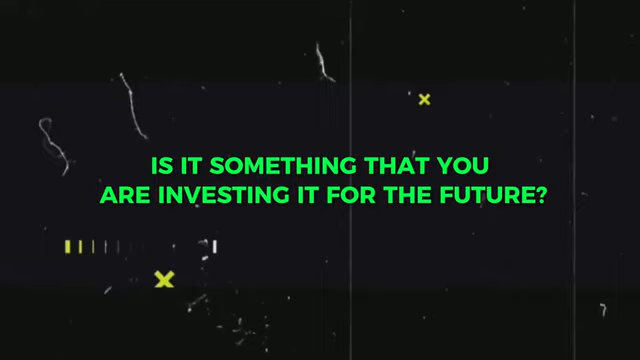 IS IT SOMETHING THAT YOU
ARE INVESTING IT FOR THE FUTURE?